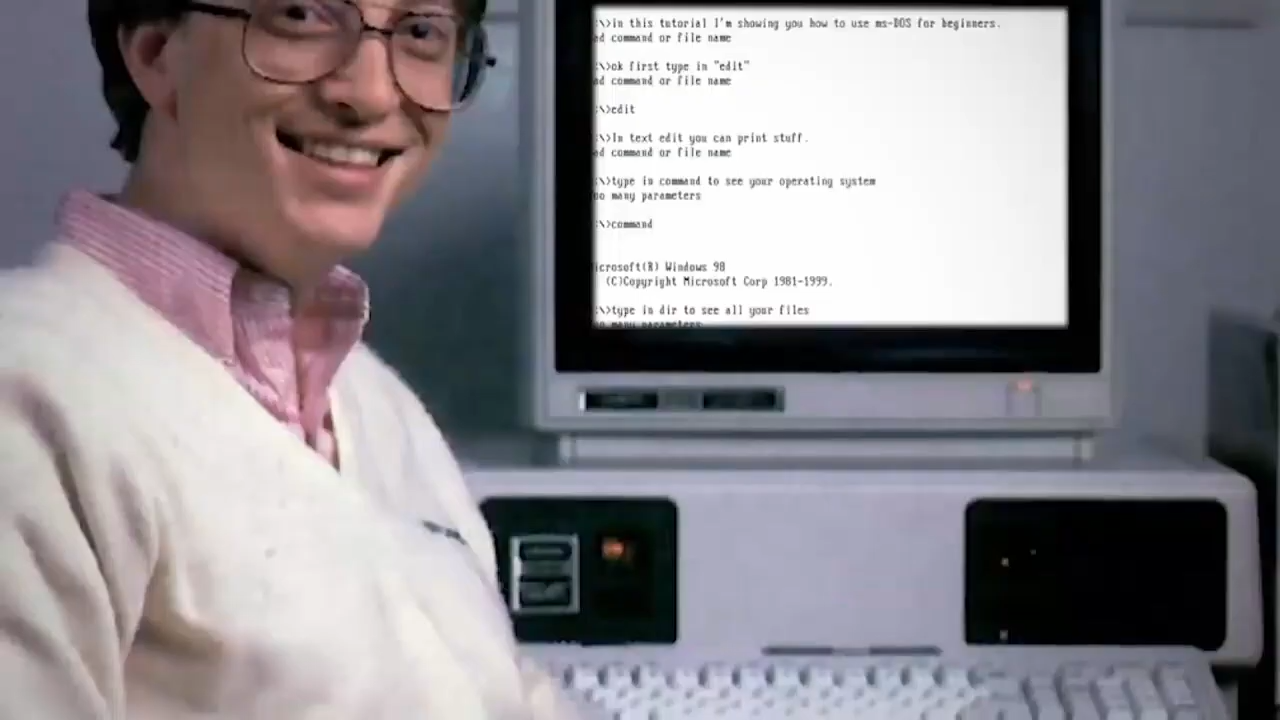 :\>in this tutorial I'm showing you how to use ms-DOS for beginners.
ad command or file name
:\>ok first type in "edit"
ad command or file name
:\>edit
:\>In text edit you can print stuff.
ad command or file name
:\>type in command to see your operating system
oo many parameters
:\>command
icrosoft(R) Windows 98
(C)Copyright Microsoft Corp 1981-1999.
:\>type in dir to see all your files
oo many parameters